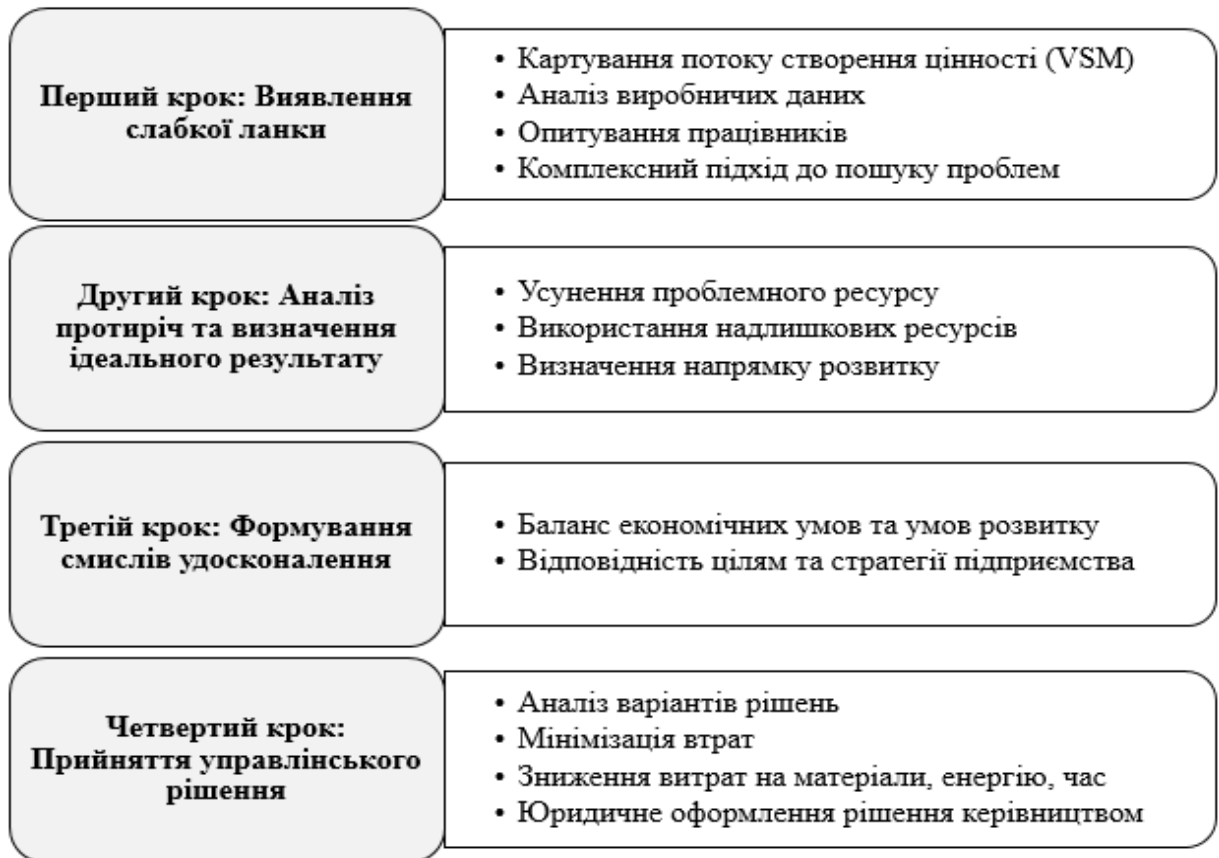 Перший крок: Виявлення
слабкої ланки
• Картування потоку створення цінності (VSM)
• Аналіз виробничих даних
• Опитування працівників
• Комплексний підхід до пошуку проблем
Другий крок: Аналіз
протиріч та визначення
ідеального результату
• Усунення проблемного ресурсу
• Використання надлишкових ресурсів
• Визначення напрямку розвитку
Третій крок: Формування
смислів удосконалення
• Баланс економічних умов та умов розвитку
• Відповідність цілям та стратегії підприємства
Четвертий крок:
Прийняття управлінського
рішення
• Аналіз варіантів рішень
• Мінімізація втрат
• Зниження витрат на матеріали, енергію, час
• Юридичне оформлення рішення керівництвом